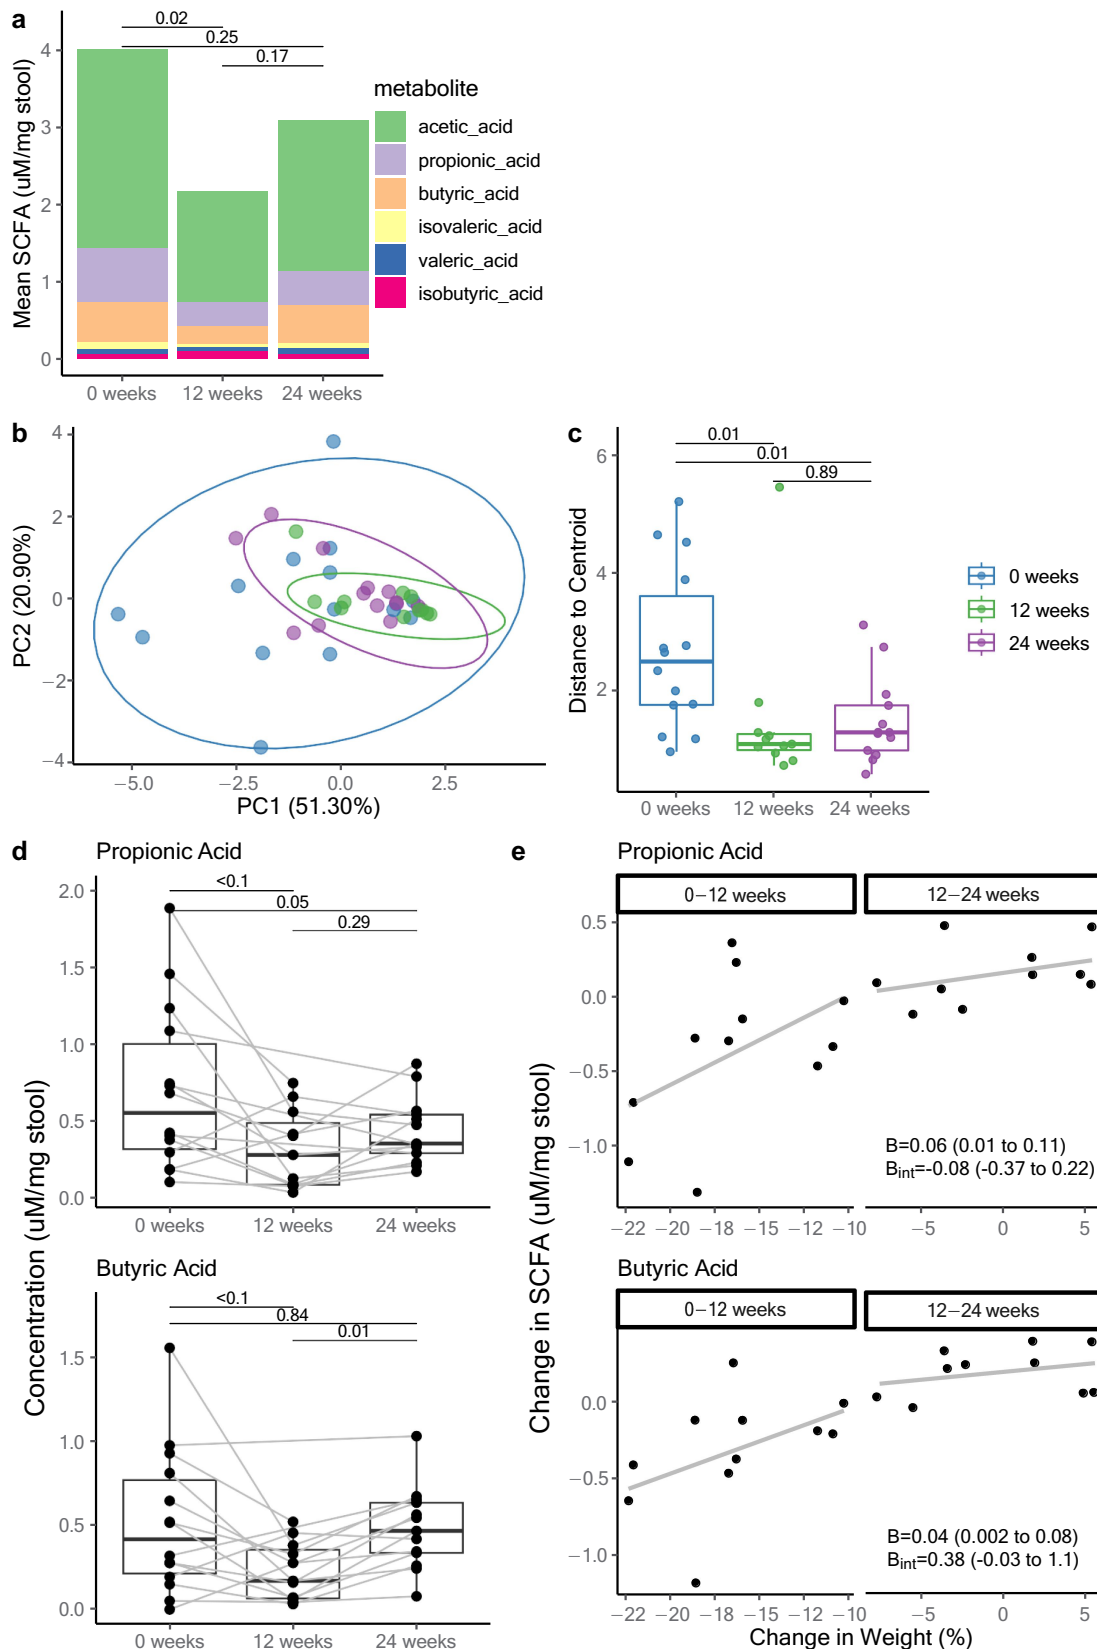 a
0.02
0.25
0.17
Mean SCFA (uM/mg stool)
4
3
2
1
0
0 weeks
12 weeks
24 weeks
metabolite
acetic_acid
propionic_acid
butyric_acid
isovaleric_acid
valeric_acid
isobutyric_acid
b
PC2 (20.90%)
4
2
0
−2
−4
−5.0
−2.5
0.0
2.5
PC1 (51.30%)
c
0.01
0.01
0.89
Distance to Centroid
6
4
2
0 weeks
12 weeks
24 weeks
0 weeks
12 weeks
24 weeks
d
Propionic Acid
<0.1
0.05
0.29
2.0
1.5
1.0
0.5
0.0
0 weeks
12 weeks
24 weeks
Concentration (uM/mg stool)
Butyric Acid
<0.1
0.84
0.01
1.5
1.0
0.5
0.0
0 weeks
12 weeks
24 weeks
e
Propionic Acid
0−12 weeks
12−24 weeks
0.5
0.0
−0.5
−1.0
B=0.06 (0.01 to 0.11)
Bint=-0.08 (-0.37 to 0.22)
−22
−20
−18
−15
−12
−10
−5
0
5
Change in SCFA (uM/mg stool)
Butyric Acid
0−12 weeks
12−24 weeks
0.0
−0.5
−1.0
B=0.04 (0.002 to 0.08)
Bint=0.38 (-0.03 to 1.1)
−22
−20
−18
−15
−12
−10
−5
0
5
Change in Weight (%)